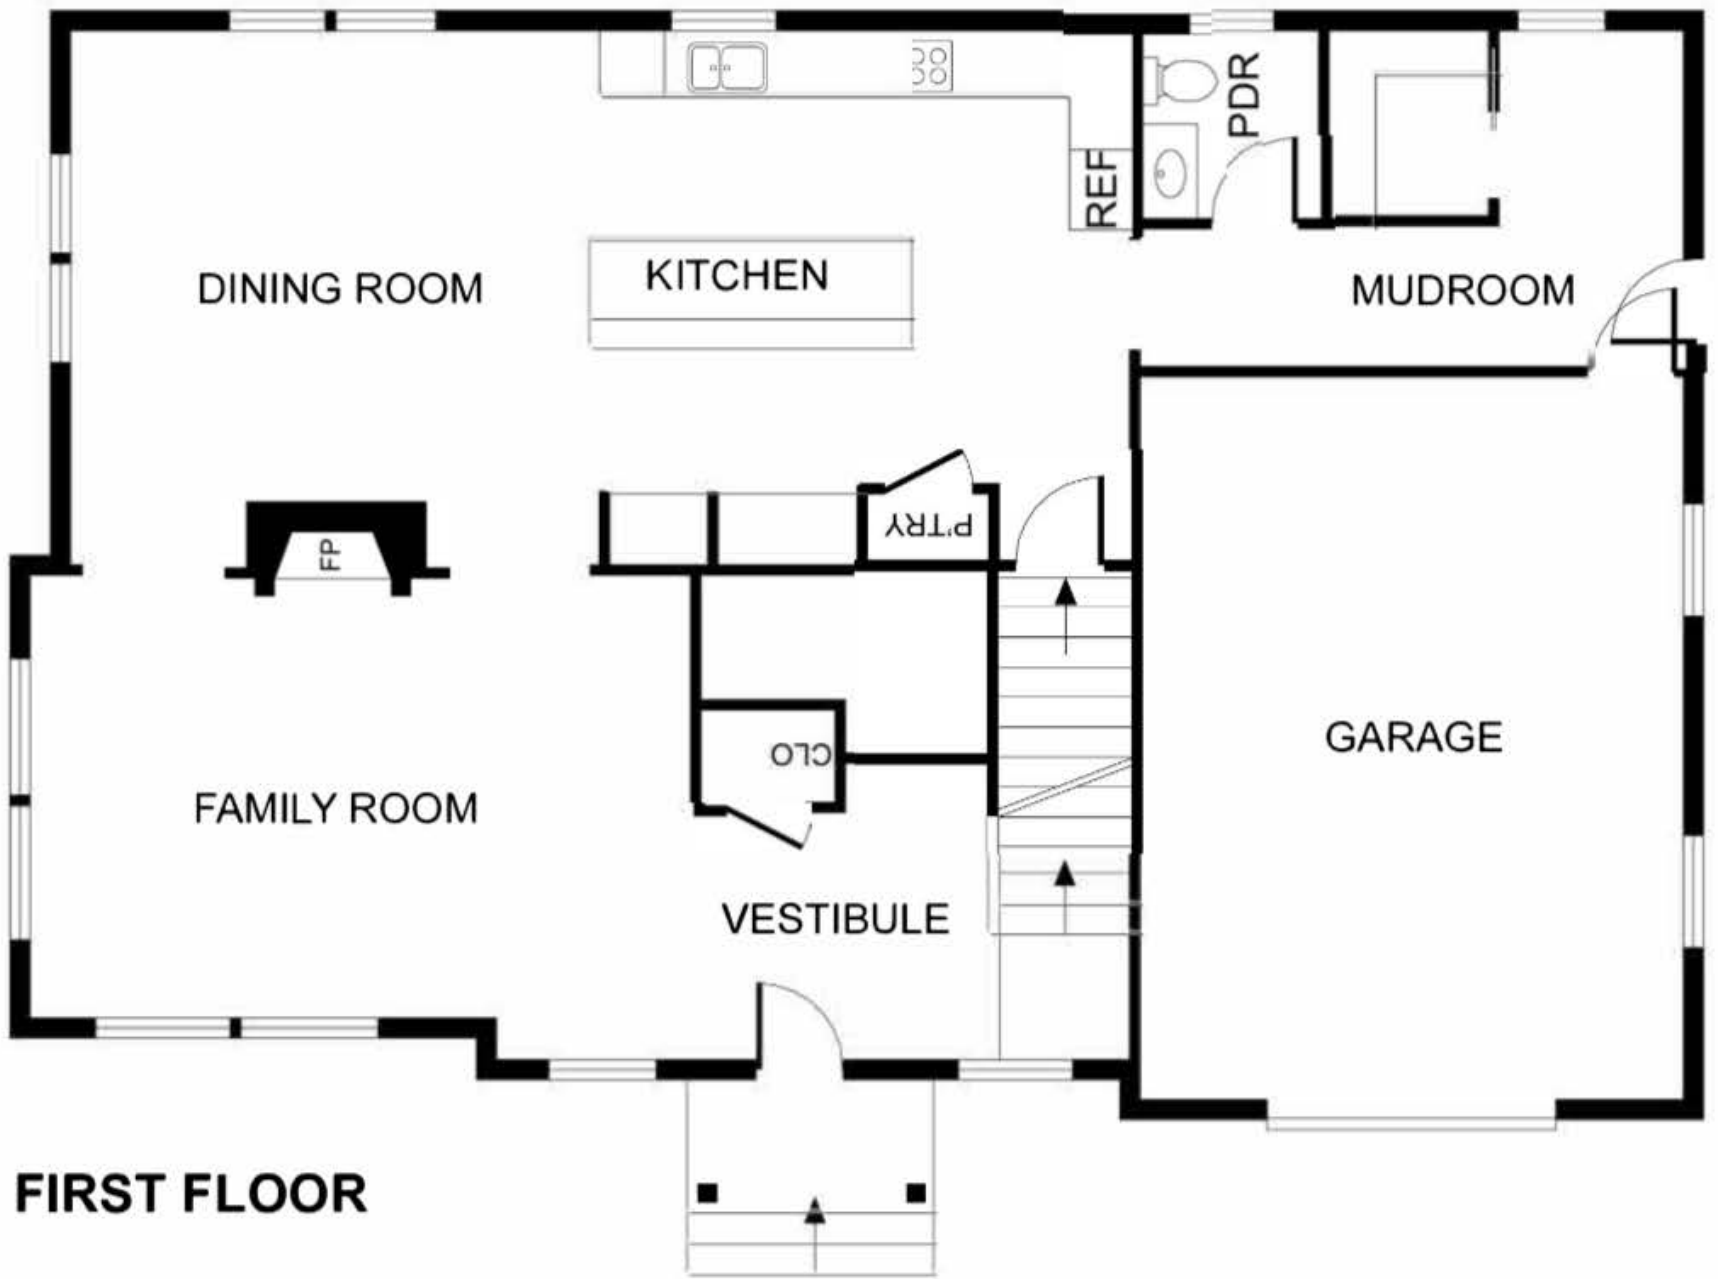 PDR
REF
DINING ROOM
KITCHEN
MUDROOM
P'TRY
FP
CLO
GARAGE
FAMILY ROOM
VESTIBULE
FIRST FLOOR